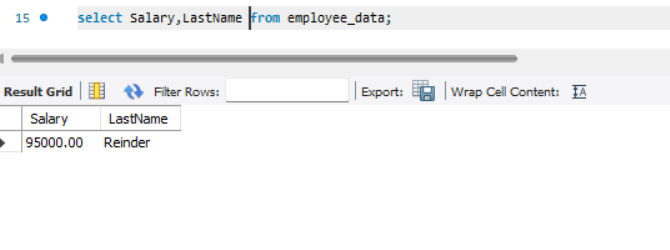 15 select Salary,LastName from employee_data;
Result Grid Filter Rows: Export: Wrap Cell Content: IA
Salary LastName
95000.00 Reinder